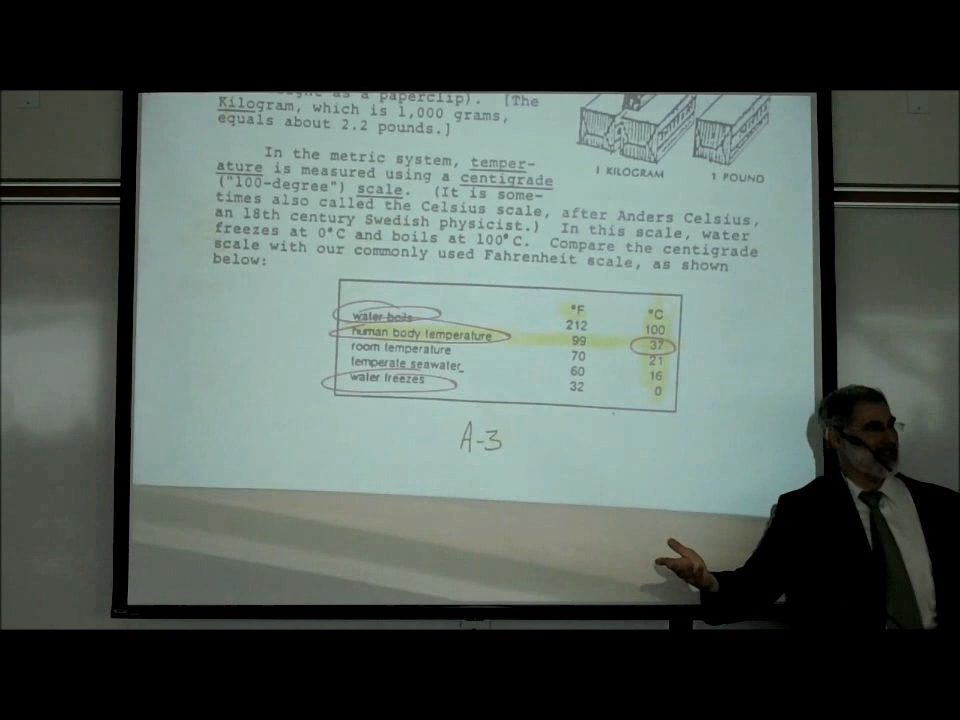 as a paperclip). [The
Kilogram, which is 1,000 grams,
equals about 2.2 pounds.]
1 KILOGRAM
1 POUND
In the metric system, temper-
ature is measured using a centigrade
("100-degree") scale. (It is some-
times also called the Celsius scale, after Anders Celsius,
an 18th century Swedish physicist.) In this scale, water
freezes at 0°C and boils at 100°C. Compare the centigrade
scale with our commonly used Fahrenheit scale, as shown
below:
°F °C
water boils 212 100
human body temperature 99 37
room temperature 70 21
temperate seawater 60 16
water freezes 32 0
A-3